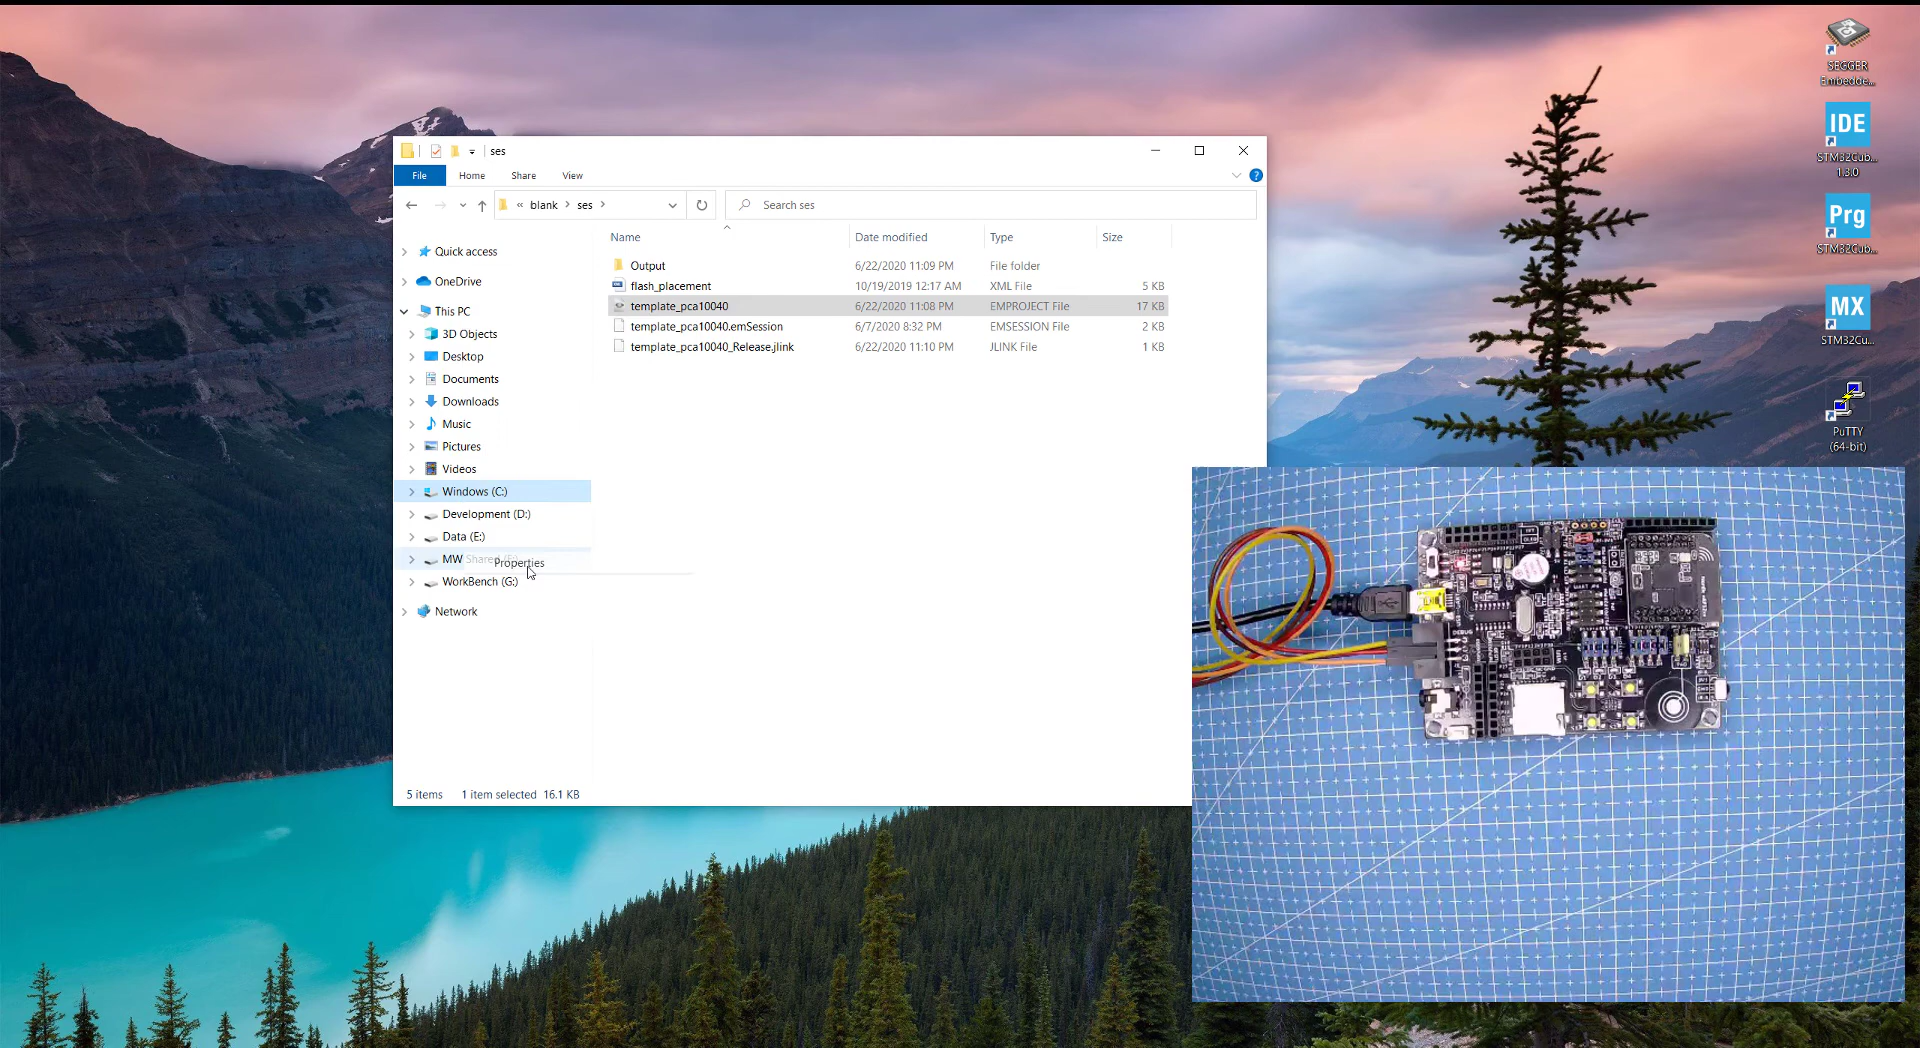 ses
File Home Share View
« blank › ses ›
Search ses
Name Date modified Type Size
Quick access
OneDrive
This PC
3D Objects
Desktop
Documents
Downloads
Music
Pictures
Videos
Windows (C:)
Development (D:)
Data (E:)
MW Shared (F:)
Properties
WorkBench (G:)
Network
Output 6/22/2020 11:09 PM File folder
flash_placement 10/19/2019 12:17 AM XML File 5 KB
template_pca10040 6/22/2020 11:08 PM EMPROJECT File 17 KB
template_pca10040.emSession 6/7/2020 8:32 PM EMSESSION File 2 KB
template_pca10040_Release.jlink 6/22/2020 11:10 PM JLINK File 1 KB
5 items 1 item selected 16.1 KB
SEGGER
Embedde...
IDE
STM32Cub...
1.3.0
Prg
STM32Cub...
MX
STM32Cu...
PuTTY
(64-bit)
DEBUG